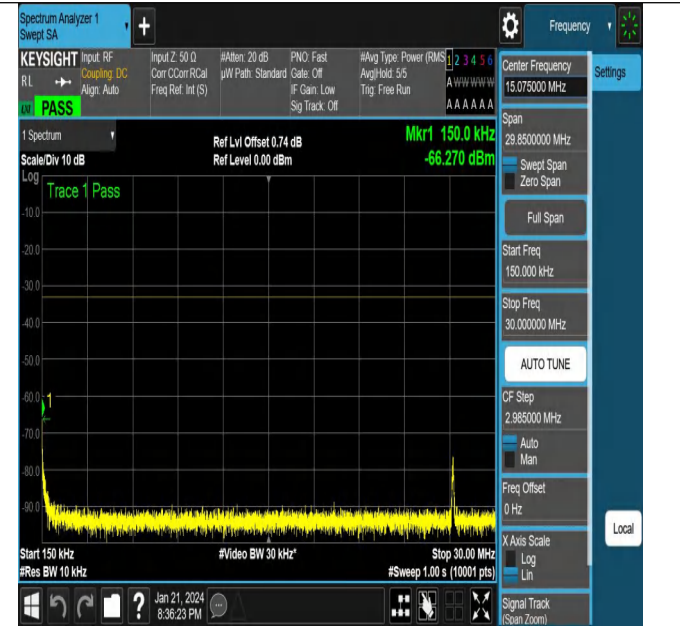 Spectrum Analyzer 1
Swept SA
Frequency
KEYSIGHT
RL
LXI PASS
Input: RF
Coupling: DC
Align: Auto
Input Z: 50 Ω
Corr CCorr RCal
Freq Ref: Int (S)
#Atten: 20 dB
µW Path: Standard
PNO: Fast
Gate: Off
IF Gain: Low
Sig Track: Off
#Avg Type: Power (RMS
Avg|Hold: 5/5
Trig: Free Run
1 2 3 4 5 6
A W W W W W
A A A A A A
1 Spectrum
Scale/Div 10 dB
Ref Lvl Offset 0.74 dB
Ref Level 0.00 dBm
Mkr1 150.0 kHz
-66.270 dBm
Log
Trace 1 Pass
-10.0
-20.0
-30.0
-40.0
-50.0
-60.0
1
-70.0
-80.0
-90.0
Start 150 kHz
#Res BW 10 kHz
#Video BW 30 kHz*
Stop 30.00 MHz
#Sweep 1.00 s (10001 pts)
Jan 21, 2024
8:36:23 PM
Center Frequency
15.075000 MHz
Settings
Span
29.8500000 MHz
Swept Span
Zero Span
Full Span
Start Freq
150.000 kHz
Stop Freq
30.000000 MHz
AUTO TUNE
CF Step
2.985000 MHz
Auto
Man
Freq Offset
0 Hz
Local
X Axis Scale
Log
Lin
Signal Track
(Span Zoom)